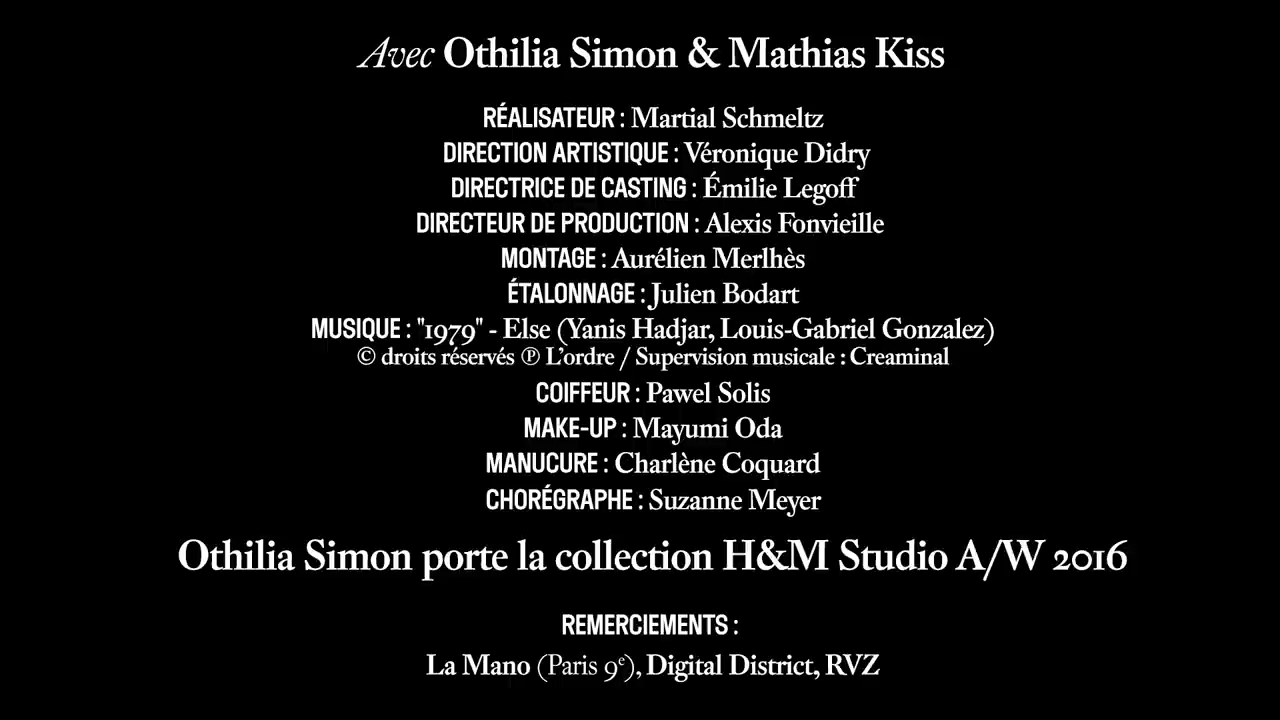 Avec Othilia Simon & Mathias Kiss
RÉALISATEUR : Martial Schmeltz
DIRECTION ARTISTIQUE : Véronique Didry
DIRECTRICE DE CASTING : Émilie Legoff
DIRECTEUR DE PRODUCTION : Alexis Fonvieille
MONTAGE : Aurélien Merlhès
ÉTALONNAGE : Julien Bodart
MUSIQUE : "1979" - Else (Yanis Hadjar, Louis-Gabriel Gonzalez)
© droits réservés ℗ L’ordre / Supervision musicale : Creaminal
COIFFEUR : Pawel Solis
MAKE-UP : Mayumi Oda
MANUCURE : Charlène Coquard
CHORÉGRAPHE : Suzanne Meyer
Othilia Simon porte la collection H&M Studio A/W 2016
REMERCIEMENTS :
La Mano (Paris 9e), Digital District, RVZ